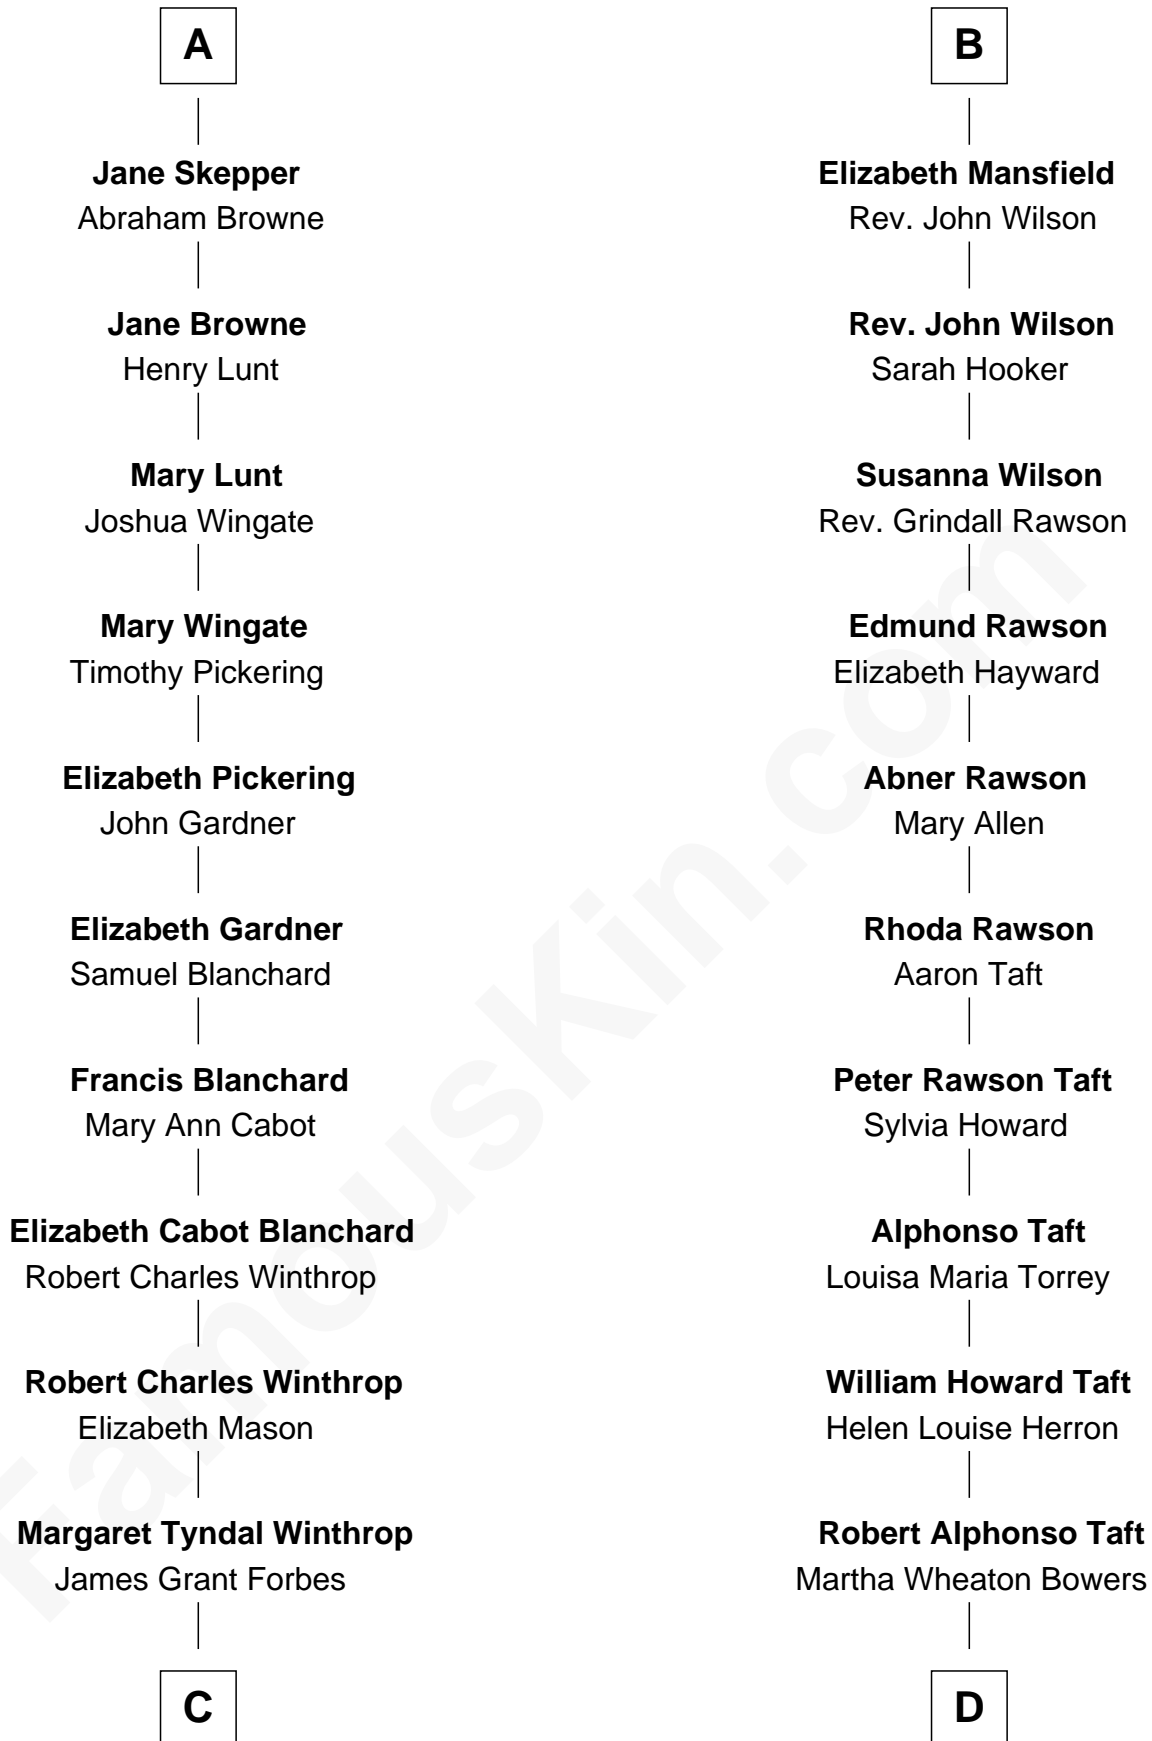 A
Jane Skepper
Abraham Browne
Jane Browne
Henry Lunt
Mary Lunt
Joshua Wingate
Mary Wingate
Timothy Pickering
Elizabeth Pickering
John Gardner
Elizabeth Gardner
Samuel Blanchard
Francis Blanchard
Mary Ann Cabot
Elizabeth Cabot Blanchard
Robert Charles Winthrop
Robert Charles Winthrop
Elizabeth Mason
Margaret Tyndal Winthrop
James Grant Forbes
C
B
Elizabeth Mansfield
Rev. John Wilson
Rev. John Wilson
Sarah Hooker
Susanna Wilson
Rev. Grindall Rawson
Edmund Rawson
Elizabeth Hayward
Abner Rawson
Mary Allen
Rhoda Rawson
Aaron Taft
Peter Rawson Taft
Sylvia Howard
Alphonso Taft
Louisa Maria Torrey
William Howard Taft
Helen Louise Herron
Robert Alphonso Taft
Martha Wheaton Bowers
D
FamousKin.com